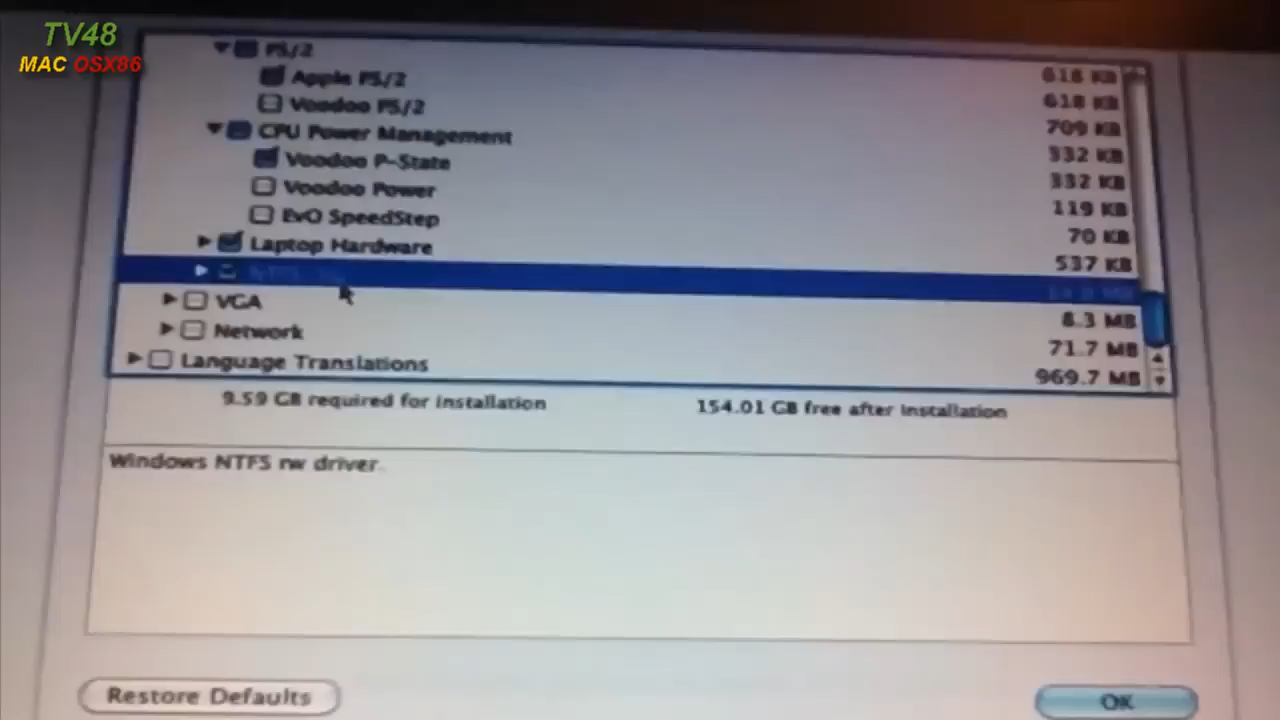 TV48
MAC OSX86
PS/2
Apple PS/2 618 KB
Voodoo PS/2 618 KB
CPU Power Management 709 KB
Voodoo P-State 332 KB
Voodoo Power 332 KB
EvO SpeedStep 119 KB
Laptop Hardware 70 KB
537 KB
VGA 8.3 MB
Network 71.7 MB
Language Translations 969.7 MB
9.59 GB required for installation 154.01 GB free after installation
Windows NTFS rw driver.
Restore Defaults OK